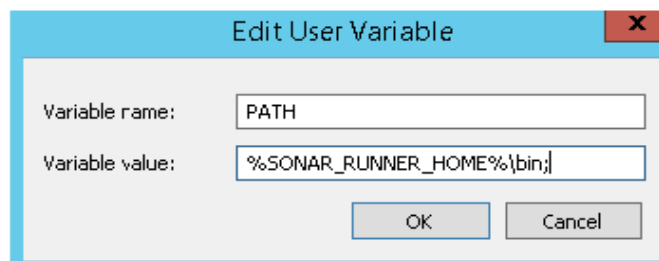 Edit User Variable
X
Variable name: PATH
Variable value: %SONAR_RUNNER_HOME%\bin;
OK Cancel